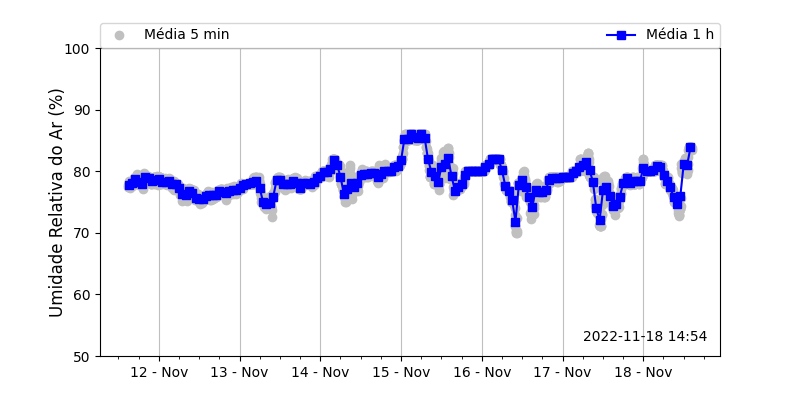 Média 5 min
Média 1 h
100
90
80
70
60
50
Umidade Relativa do Ar (%)
2022-11-18 14:54
12 - Nov
13 - Nov
14 - Nov
15 - Nov
16 - Nov
17 - Nov
18 - Nov